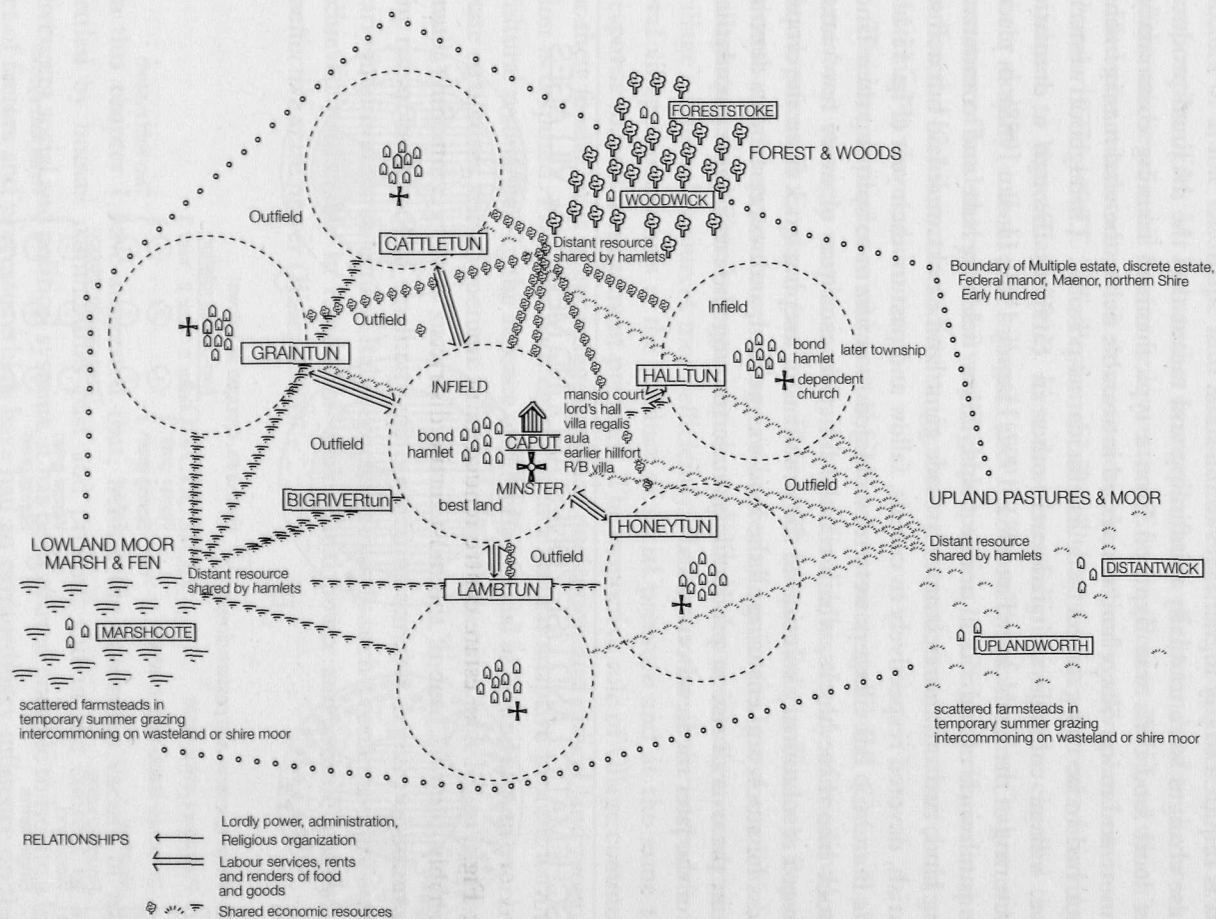 FORESTSTOKE
FOREST & WOODS
WOODWICK
Outfield
CATTLETUN
Distant resource
shared by hamlets
Boundary of Multiple estate, discrete estate,
Federal manor, Maenor, northern Shire
Early hundred
Outfield
Infield
GRAINTUN
bond
hamlet
later township
HALLTUN
dependent
church
INFIELD
mansio court
lord's hall
villa regalis
aula
earlier hillfort
R/B villa
Outfield
bond
hamlet
CAPUT
MINSTER
Outfield
BIGRIVERtun
best land
UPLAND PASTURES & MOOR
HONEYTUN
LOWLAND MOOR
MARSH & FEN
Outfield
Distant resource
shared by hamlets
Distant resource
shared by hamlets
DISTANTWICK
LAMBTUN
MARSHCOTE
UPLANDWORTH
scattered farmsteads in
temporary summer grazing
intercommoning on wasteland or shire moor
scattered farmsteads in
temporary summer grazing
intercommoning on wasteland or shire moor
RELATIONSHIPS
Lordly power, administration,
Religious organization
Labour services, rents
and renders of food
and goods
Shared economic resources